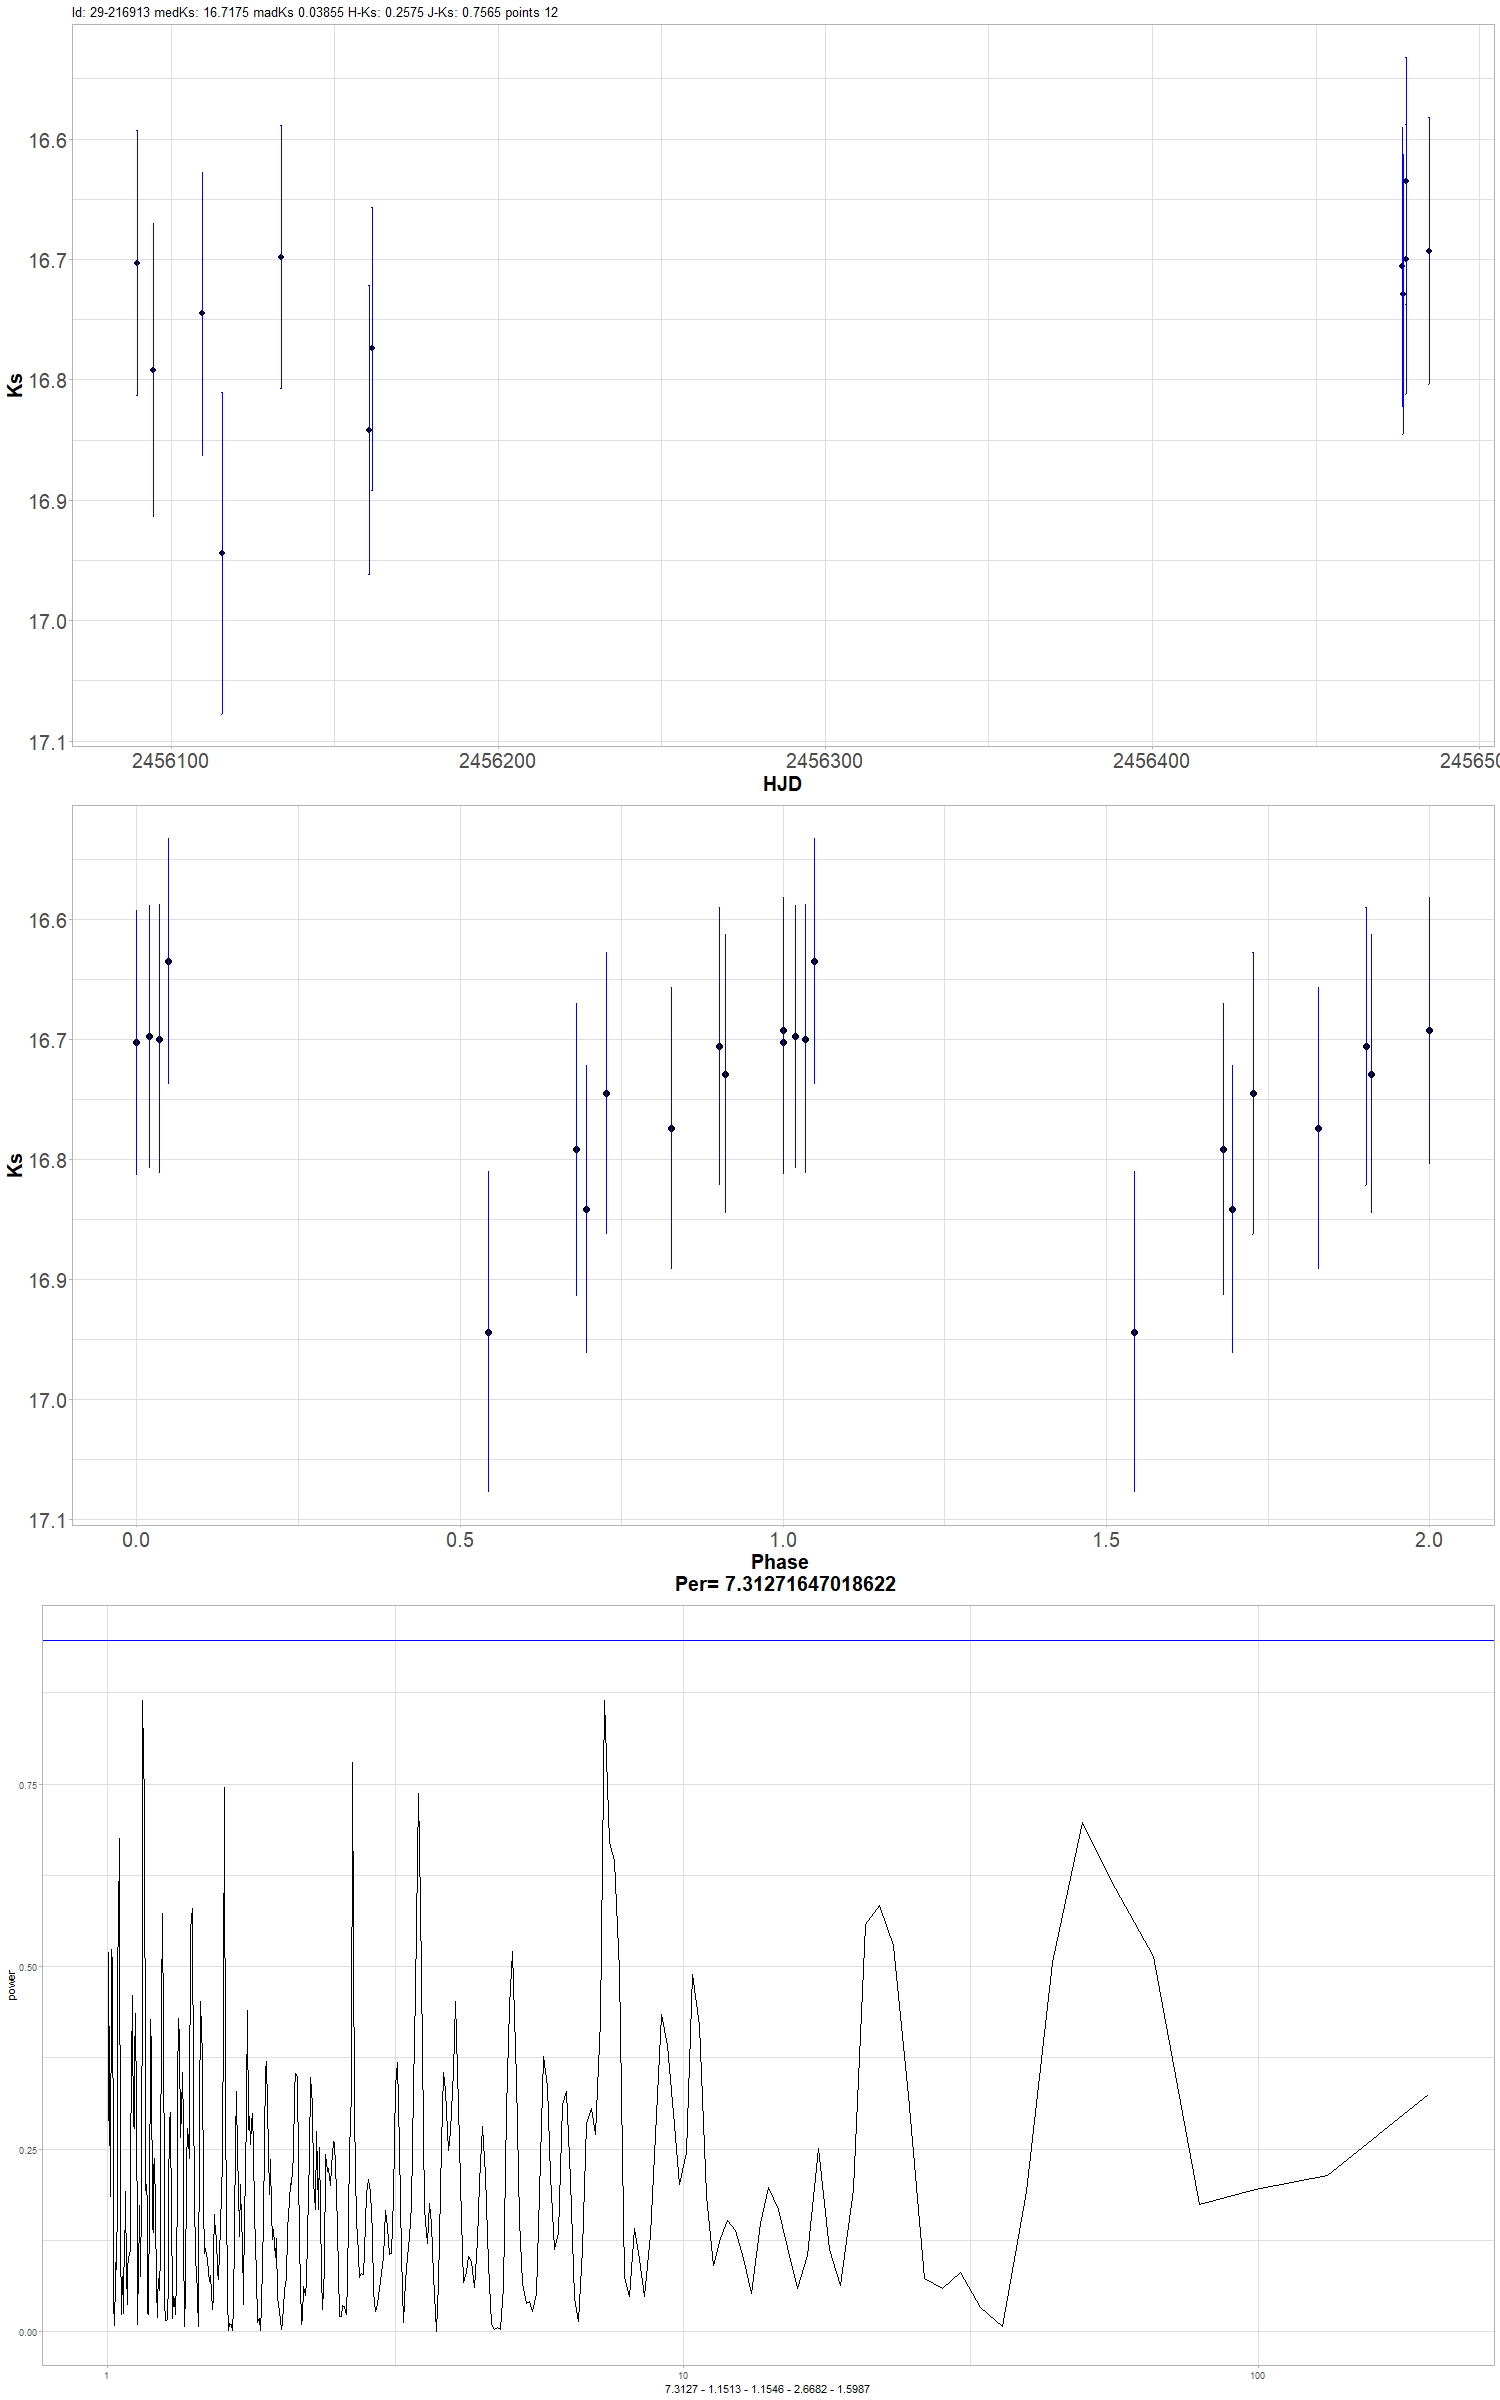 Id: 29-216913 medKs: 16.7175 madKs 0.03855 H-Ks: 0.2575 J-Ks: 0.7565 points 12
16.6
16.7
16.8
16.9
17.0
17.1
Ks
2456100 2456200 2456300 2456400 245650
HJD
16.6
16.7
16.8
16.9
17.0
17.1
Ks
0.0 0.5 1.0 1.5 2.0
Phase
Per= 7.31271647018622
0.75
0.50
0.25
0.00
power
1 10 100
7.3127 - 1.1513 - 1.1546 - 2.6682 - 1.5987